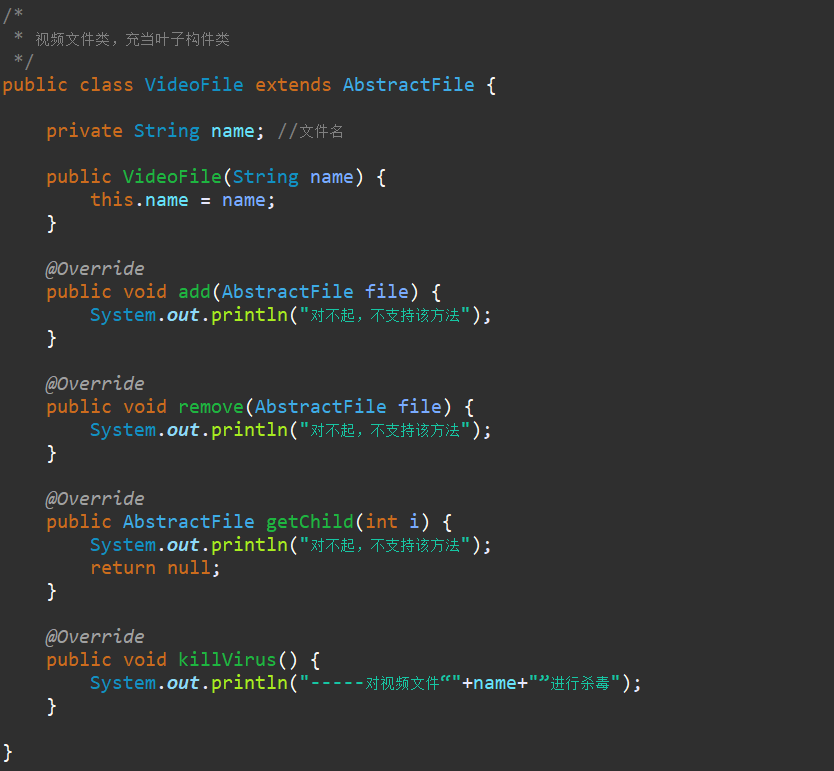 /*
 * 视频文件类，充当叶子构件类
 */
public class VideoFile extends AbstractFile {
    private String name; //文件名
    public VideoFile(String name) {
        this.name = name;
    }
    @Override
    public void add(AbstractFile file) {
        System.out.println("对不起，不支持该方法");
    }
    @Override
    public void remove(AbstractFile file) {
        System.out.println("对不起，不支持该方法");
    }
    @Override
    public AbstractFile getChild(int i) {
        System.out.println("对不起，不支持该方法");
        return null;
    }
    @Override
    public void killVirus() {
        System.out.println("-----对视频文件“"+name+"”进行杀毒");
    }
}